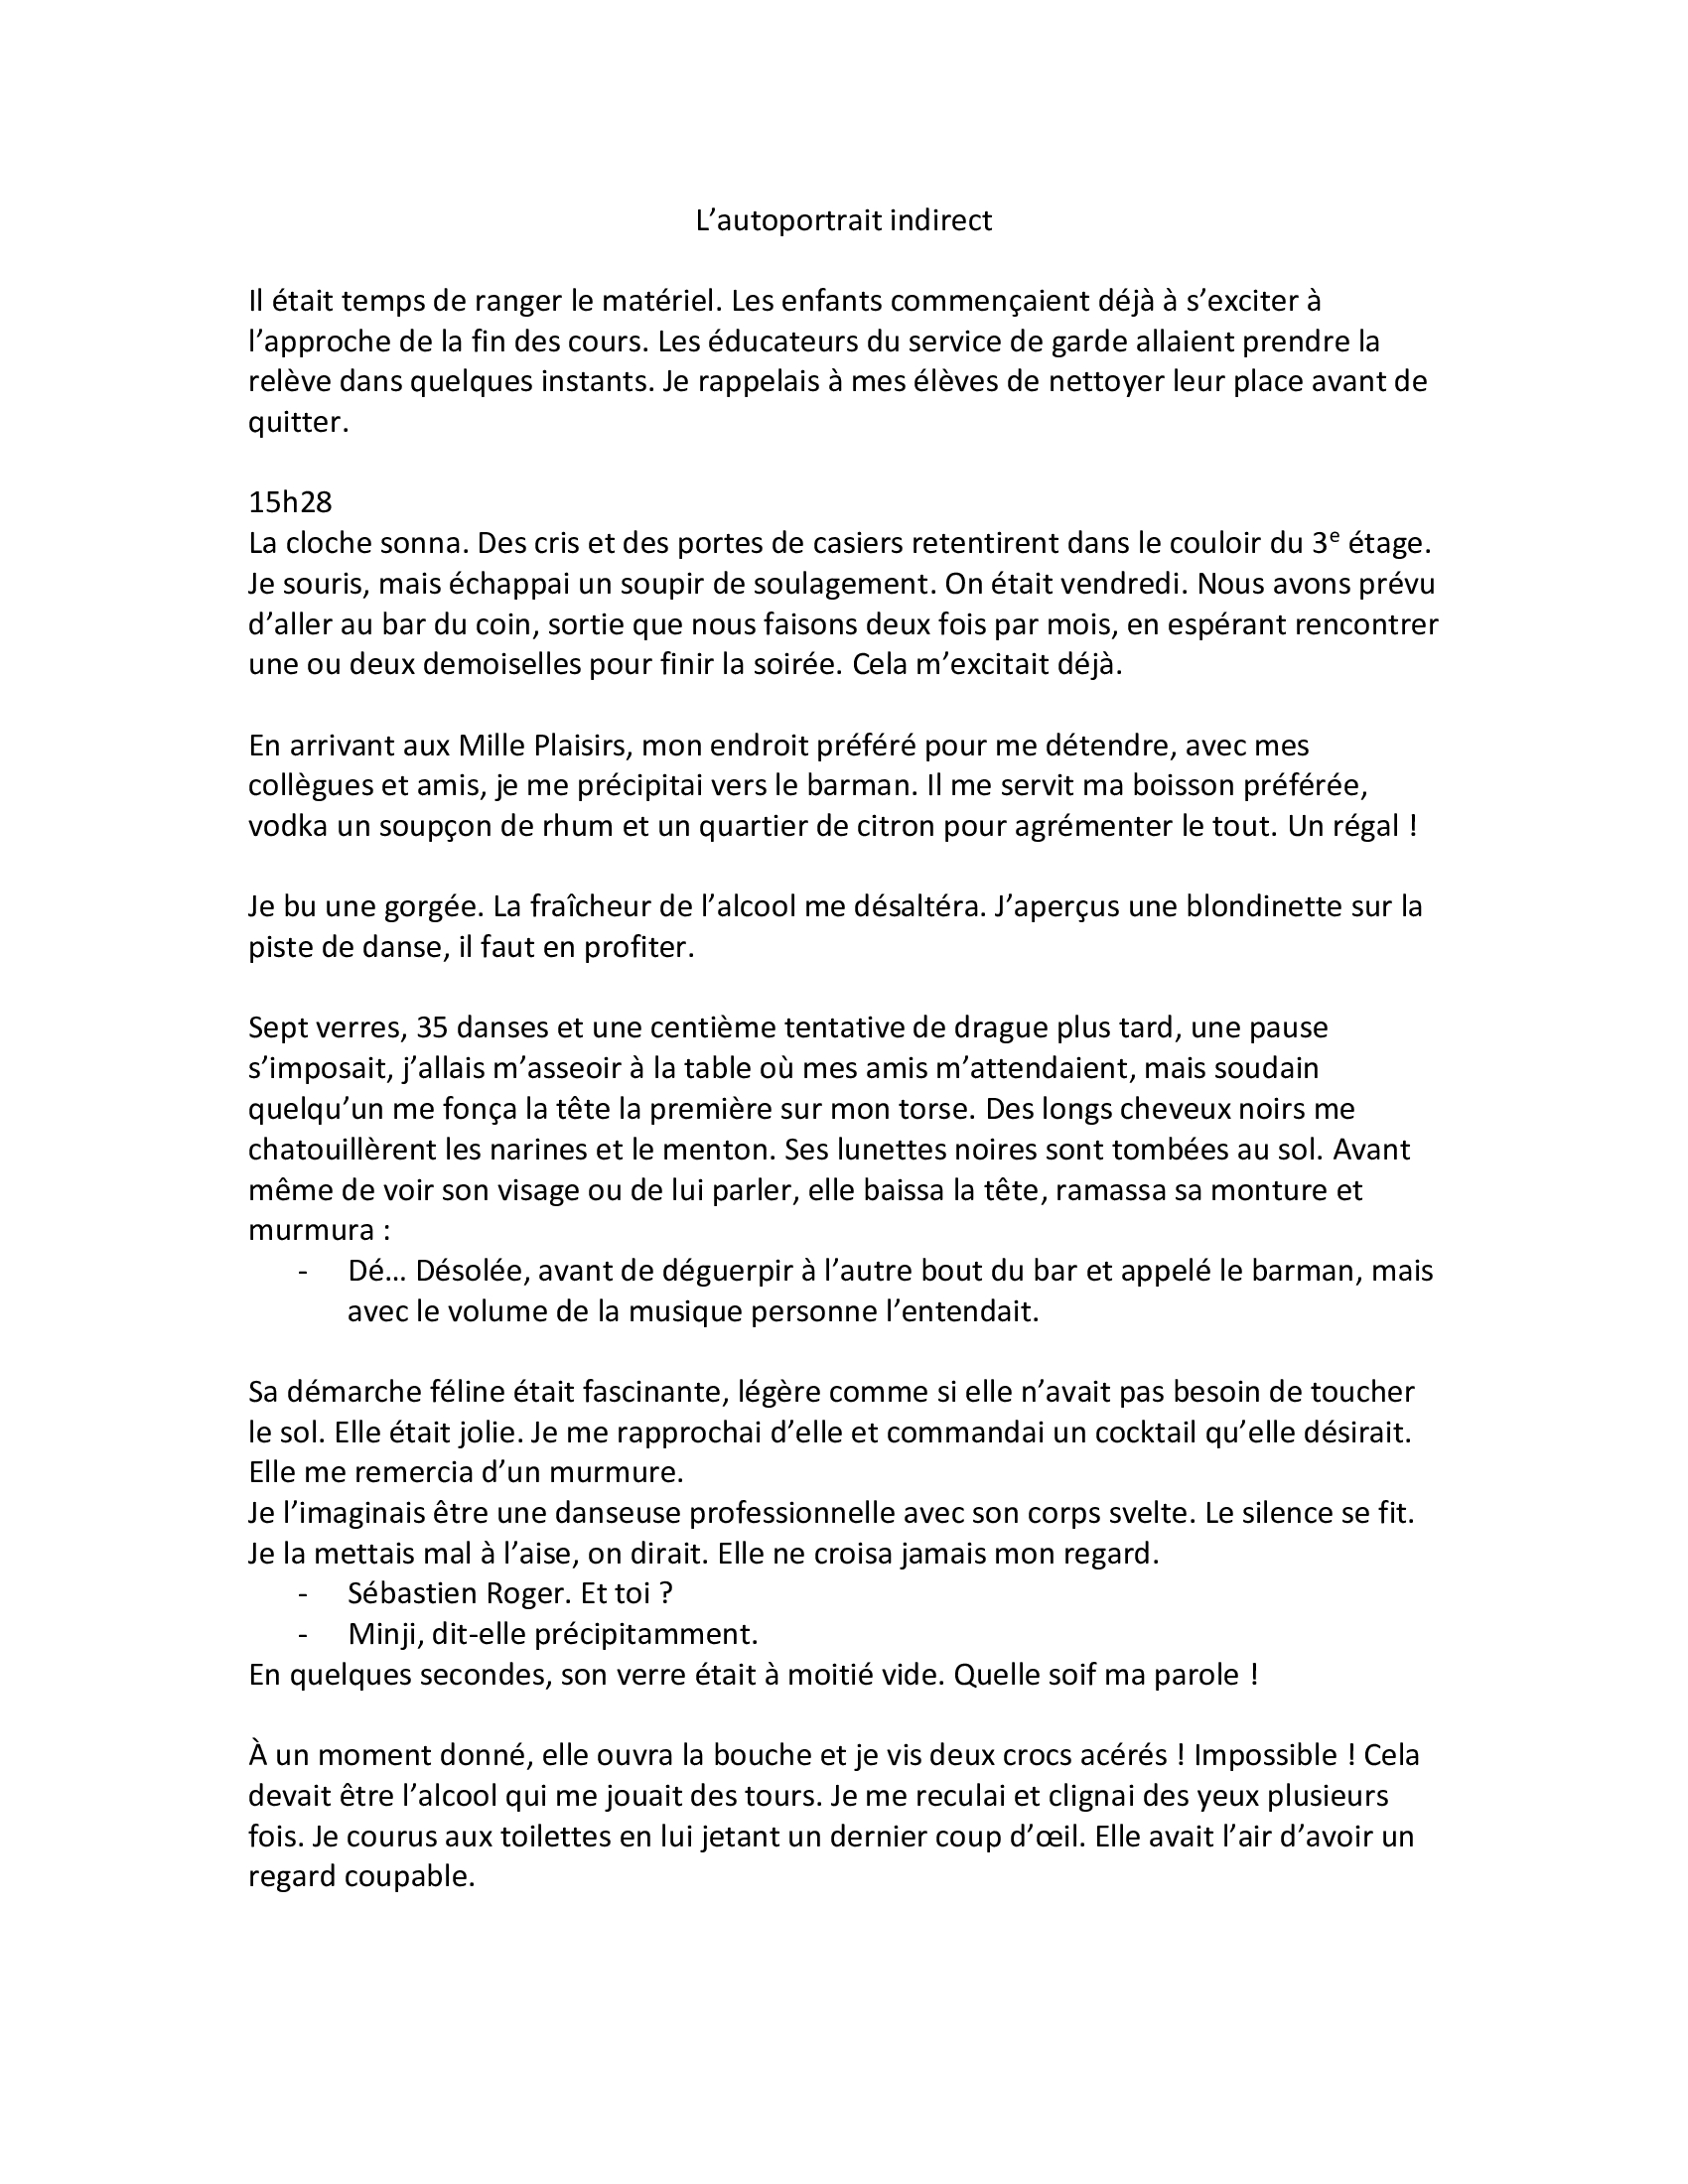 L’autoportrait indirect
Il était temps de ranger le matériel. Les enfants commençaient déjà à s’exciter à
l’approche de la fin des cours. Les éducateurs du service de garde allaient prendre la
relève dans quelques instants. Je rappelais à mes élèves de nettoyer leur place avant de
quitter.
15h28
La cloche sonna. Des cris et des portes de casiers retentirent dans le couloir du 3e étage.
Je souris, mais échappai un soupir de soulagement. On était vendredi. Nous avons prévu
d’aller au bar du coin, sortie que nous faisons deux fois par mois, en espérant rencontrer
une ou deux demoiselles pour finir la soirée. Cela m’excitait déjà.
En arrivant aux Mille Plaisirs, mon endroit préféré pour me détendre, avec mes
collègues et amis, je me précipitai vers le barman. Il me servit ma boisson préférée,
vodka un soupçon de rhum et un quartier de citron pour agrémenter le tout. Un régal !
Je bu une gorgée. La fraîcheur de l’alcool me désaltéra. J’aperçus une blondinette sur la
piste de danse, il faut en profiter.
Sept verres, 35 danses et une centième tentative de drague plus tard, une pause
s’imposait, j’allais m’asseoir à la table où mes amis m’attendaient, mais soudain
quelqu’un me fonça la tête la première sur mon torse. Des longs cheveux noirs me
chatouillèrent les narines et le menton. Ses lunettes noires sont tombées au sol. Avant
même de voir son visage ou de lui parler, elle baissa la tête, ramassa sa monture et
murmura :
- Dé… Désolée, avant de déguerpir à l’autre bout du bar et appelé le barman, mais
avec le volume de la musique personne l’entendait.
Sa démarche féline était fascinante, légère comme si elle n’avait pas besoin de toucher
le sol. Elle était jolie. Je me rapprochai d’elle et commandai un cocktail qu’elle désirait.
Elle me remercia d’un murmure.
Je l’imaginais être une danseuse professionnelle avec son corps svelte. Le silence se fit.
Je la mettais mal à l’aise, on dirait. Elle ne croisa jamais mon regard.
- Sébastien Roger. Et toi ?
- Minji, dit-elle précipitamment.
En quelques secondes, son verre était à moitié vide. Quelle soif ma parole !
À un moment donné, elle ouvra la bouche et je vis deux crocs acérés ! Impossible ! Cela
devait être l’alcool qui me jouait des tours. Je me reculai et clignai des yeux plusieurs
fois. Je courus aux toilettes en lui jetant un dernier coup d’œil. Elle avait l’air d’avoir un
regard coupable.